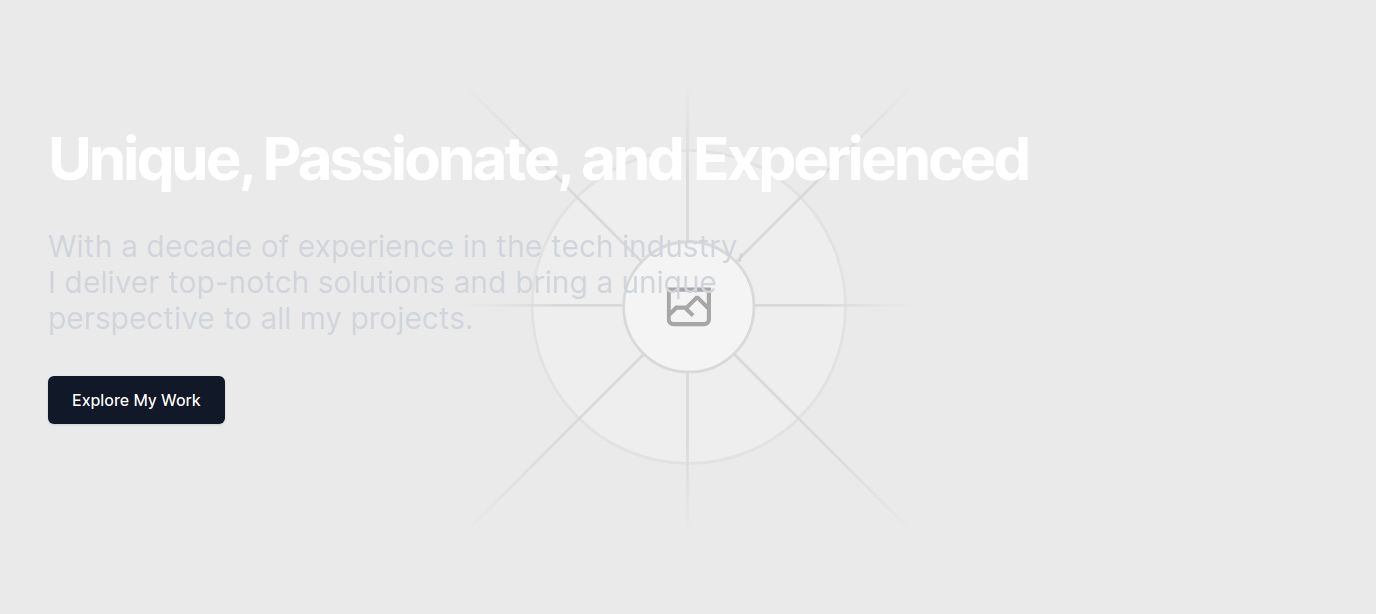 Unique, Passionate, and Experienced
With a decade of experience in the tech industry,
I deliver top-notch solutions and bring a unique
perspective to all my projects.
Explore My Work